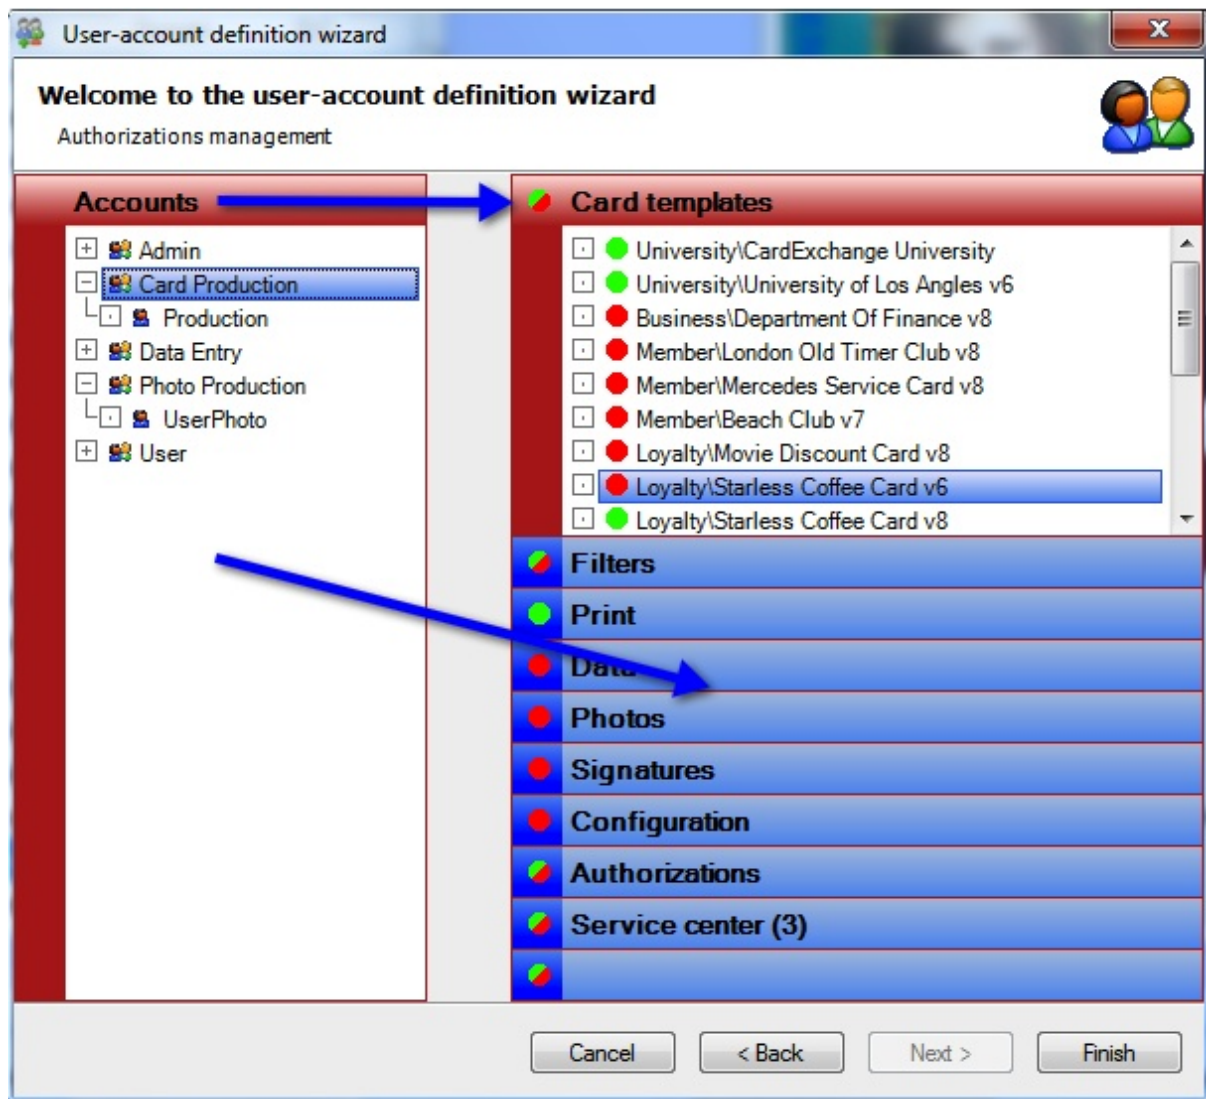 User-account definition wizard
Welcome to the user-account definition wizard
Authorizations management
Accounts
Admin
Card Production
Production
Data Entry
Photo Production
UserPhoto
User
Card templates
University\CardExchange University
University\University of Los Angles v6
Business\Department Of Finance v8
Member\London Old Timer Club v8
Member\Mercedes Service Card v8
Member\Beach Club v7
Loyalty\Movie Discount Card v8
Loyalty\Starless Coffee Card v6
Loyalty\Starless Coffee Card v8
Filters
Print
Data
Photos
Signatures
Configuration
Authorizations
Service center (3)
Cancel
< Back
Next >
Finish